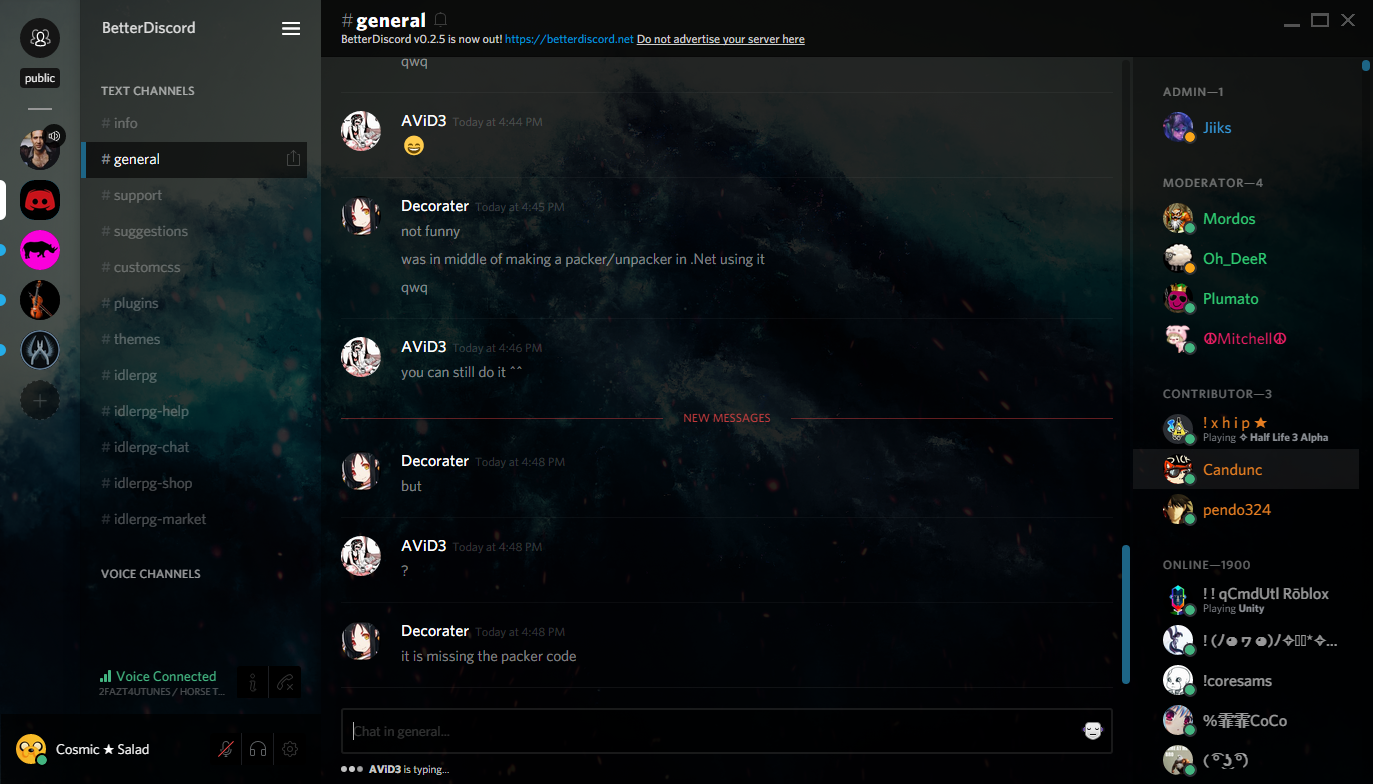 public
BetterDiscord
TEXT CHANNELS
# info
# general
# support
# suggestions
# customcss
# plugins
# themes
# idlerpg
# idlerpg-help
# idlerpg-chat
# idlerpg-shop
# idlerpg-market
VOICE CHANNELS
Voice Connected
2FAZT4UTUNES / HORSE T...
Cosmic ★ Salad
#general
BetterDiscord v0.2.5 is now out! https://betterdiscord.net Do not advertise your server here
qwq
AViD3 Today at 4:44 PM
Decorater Today at 4:45 PM
not funny
was in middle of making a packer/unpacker in .Net using it
qwq
AViD3 Today at 4:46 PM
you can still do it ^^
NEW MESSAGES
Decorater Today at 4:48 PM
but
AViD3 Today at 4:48 PM
?
Decorater Today at 4:48 PM
it is missing the packer code
Chat in general...
AViD3 is typing...
ADMIN—1
Jiiks
MODERATOR—4
Mordos
Oh_DeeR
Plumato
☮Mitchell☮
CONTRIBUTOR—3
! x h i p ★
Playing ✧ Half Life 3 Alpha
Candunc
pendo324
ONLINE—1900
! ! qCmdUtl Rōblox
Playing Unity
!coresams
%霏霏CoCo
( ͡° ͜ʖ ͡°)